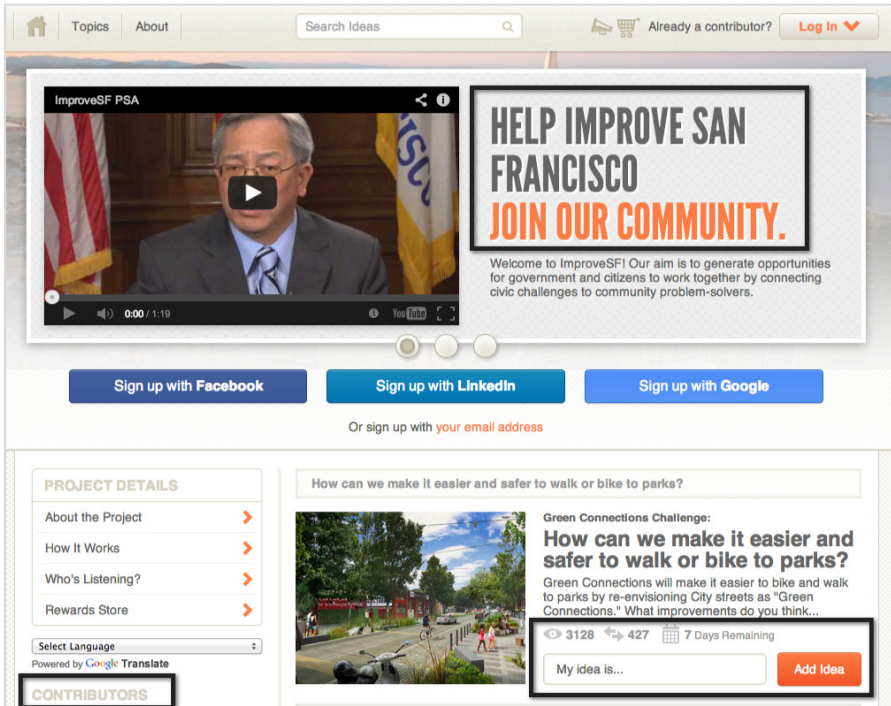 Topics
About
Search Ideas
Already a contributor?
Log In
ImproveSF PSA
CISCO
0:00 / 1:19
YouTube
HELP IMPROVE SAN
FRANCISCO
JOIN OUR COMMUNITY.
Welcome to ImproveSF! Our aim is to generate opportunities
for government and citizens to work together by connecting
civic challenges to community problem-solvers.
Sign up with Facebook
Sign up with LinkedIn
Sign up with Google
Or sign up with your email address
PROJECT DETAILS
About the Project
How It Works
Who's Listening?
Rewards Store
Select Language
Powered by Google Translate
CONTRIBUTORS
How can we make it easier and safer to walk or bike to parks?
Green Connections Challenge:
How can we make it easier and
safer to walk or bike to parks?
Green Connections will make it easier to bike and walk
to parks by re-envisioning City streets as "Green
Connections." What improvements do you think...
3128 427 7 Days Remaining
My idea is...
Add Idea